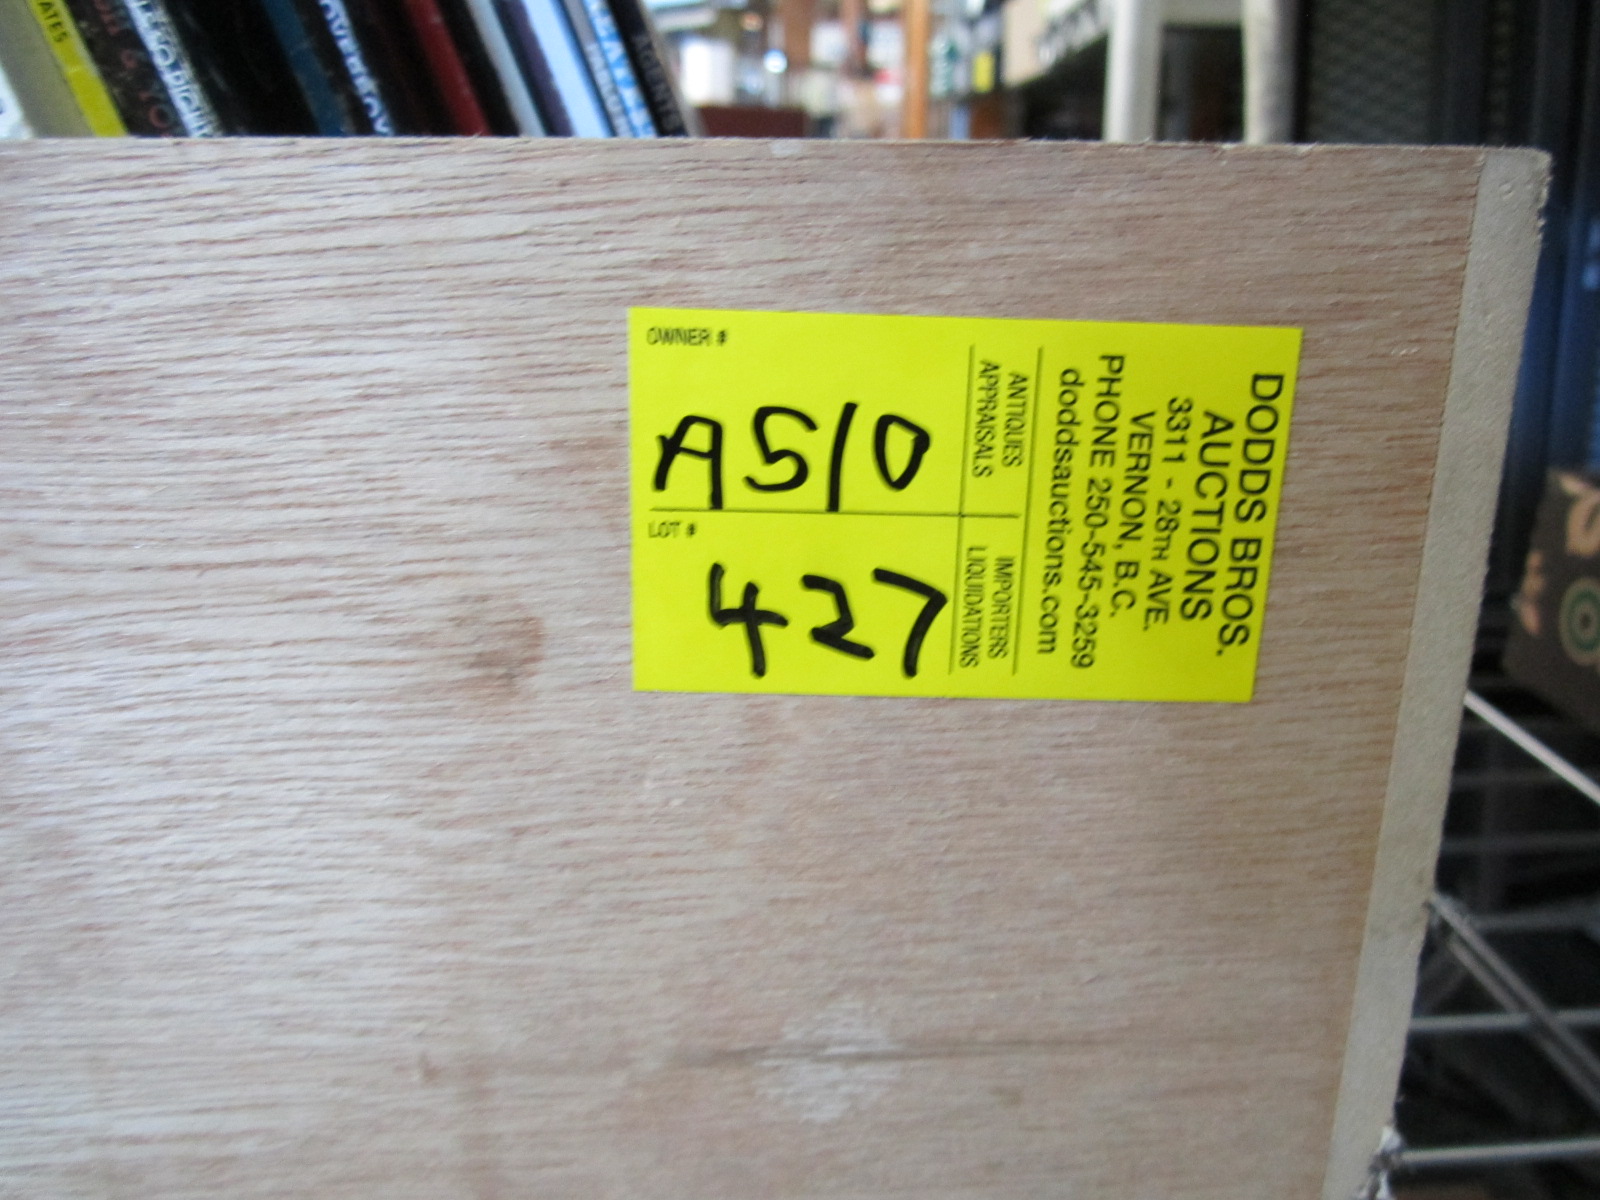 DODDS BROS.
AUCTIONS
3311 - 28TH AVE.
VERNON, B.C.
PHONE 250-545-3259
doddsauctions.com
ANTIQUES
APPRAISALS
IMPORTERS
LIQUIDATIONS
OWNER #
A510
LOT #
427